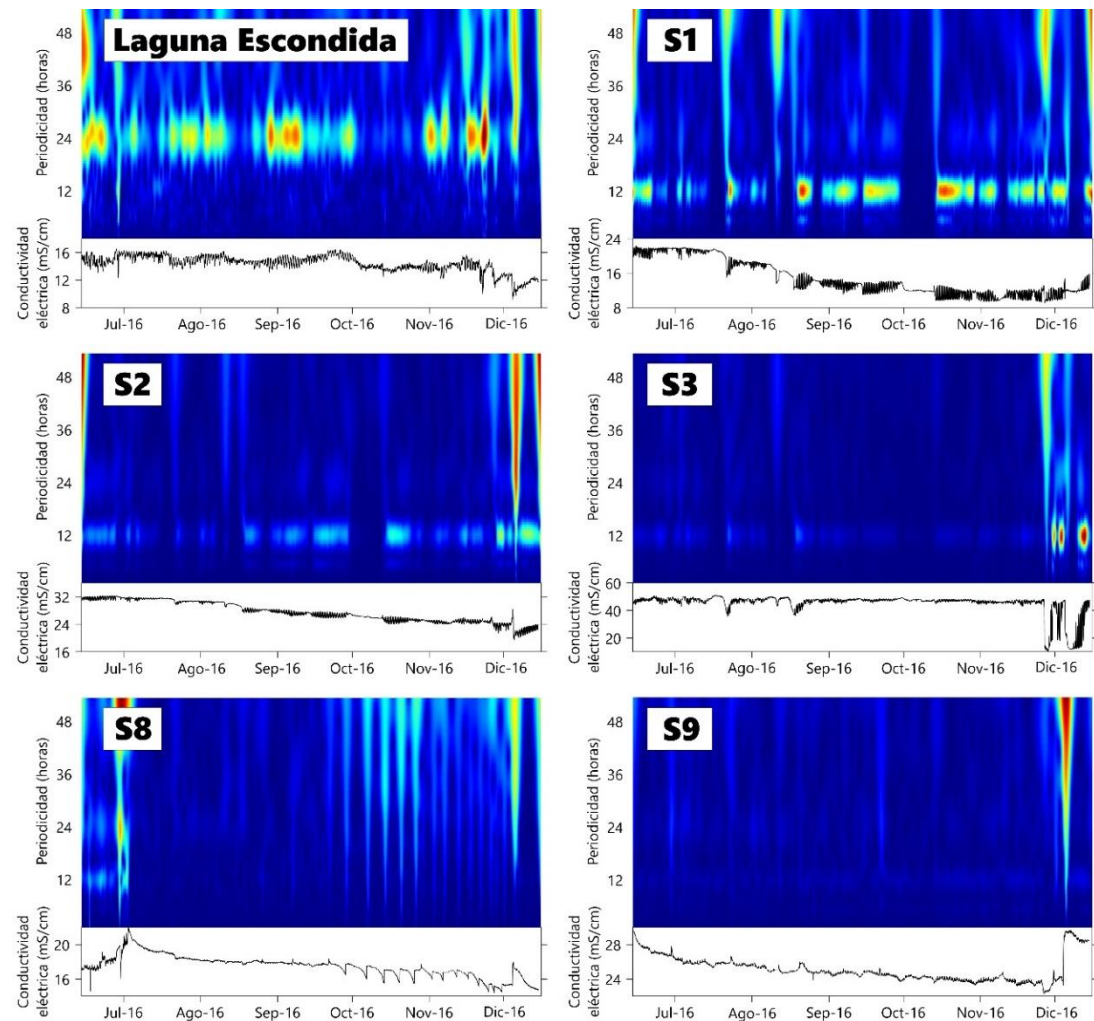 Laguna Escondida
Periodicidad (horas)
48
36
24
12
Conductividad
eléctrica (mS/cm)
16
12
8
Jul-16 Ago-16 Sep-16 Oct-16 Nov-16 Dic-16
S1
Periodicidad (horas)
48
36
24
12
Conductividad
eléctrica (mS/cm)
24
16
8
Jul-16 Ago-16 Sep-16 Oct-16 Nov-16 Dic-16
S2
Periodicidad (horas)
48
36
24
12
Conductividad
eléctrica (mS/cm)
32
24
16
Jul-16 Ago-16 Sep-16 Oct-16 Nov-16 Dic-16
S3
Periodicidad (horas)
48
36
24
12
Conductividad
eléctrica (mS/cm)
60
40
20
Jul-16 Ago-16 Sep-16 Oct-16 Nov-16 Dic-16
S8
Periodicidad (horas)
48
36
24
12
Conductividad
eléctrica (mS/cm)
20
16
Jul-16 Ago-16 Sep-16 Oct-16 Nov-16 Dic-16
S9
Periodicidad (horas)
48
36
24
12
Conductividad
eléctrica (mS/cm)
28
24
Jul-16 Ago-16 Sep-16 Oct-16 Nov-16 Dic-16